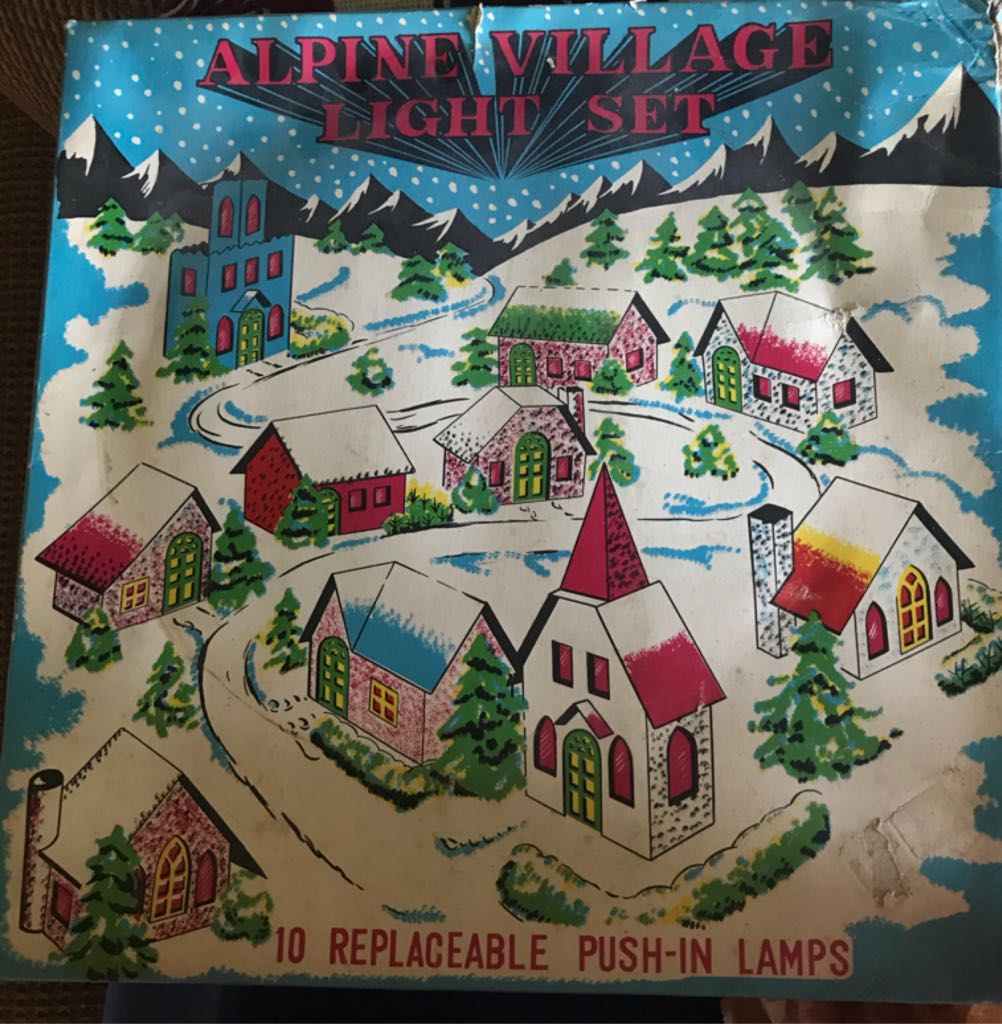 ALPINE VILLAGE
LIGHT SET
10 REPLACEABLE PUSH-IN LAMPS